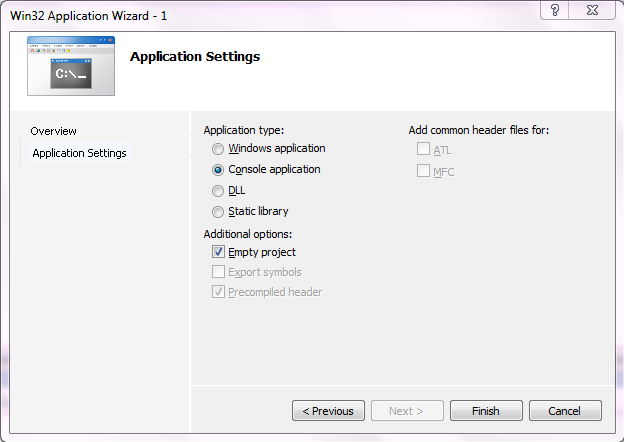 Win32 Application Wizard - 1
?
C:\_
Application Settings
Overview
Application Settings
Application type:
Windows application
Console application
DLL
Static library
Additional options:
Empty project
Export symbols
Precompiled header
Add common header files for:
ATL
MFC
< Previous
Next >
Finish
Cancel